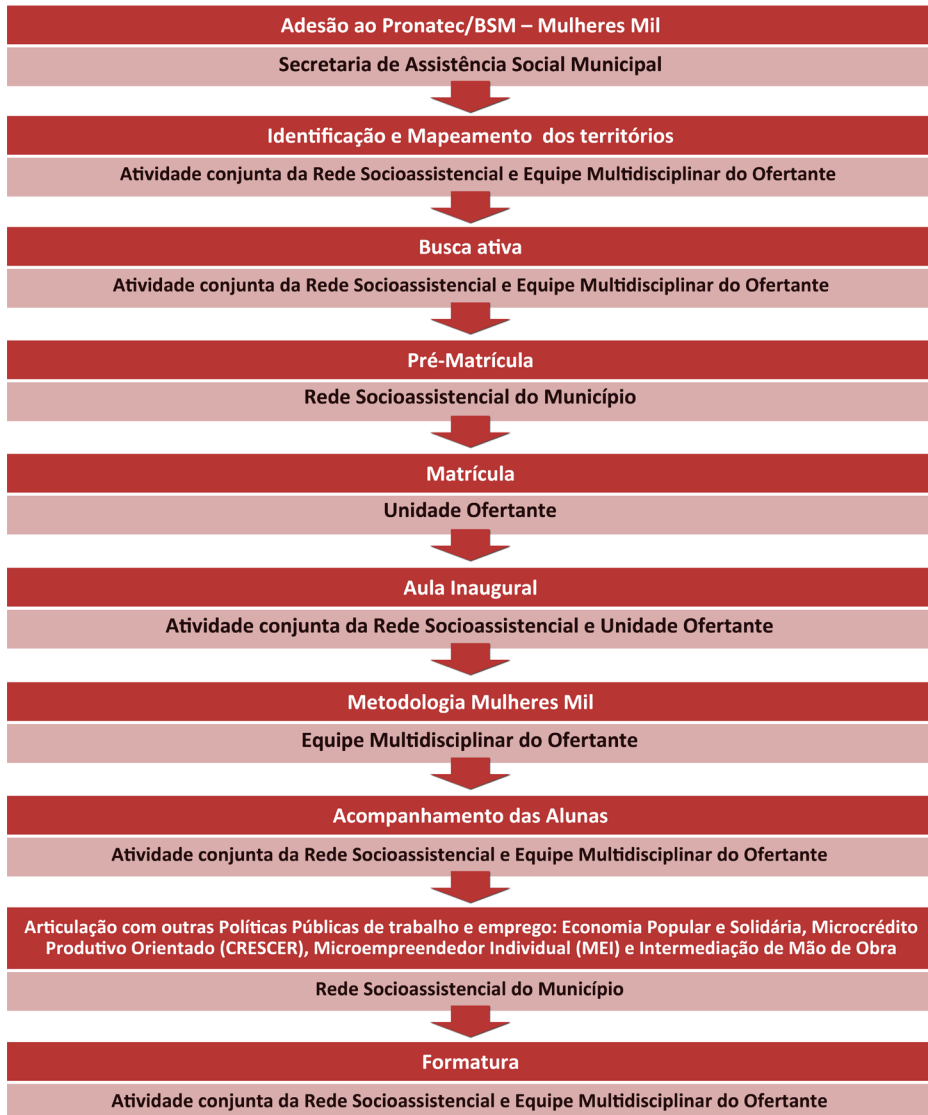 Adesão ao Pronatec/BSM – Mulheres Mil
Secretaria de Assistência Social Municipal
Identificação e Mapeamento dos territórios
Atividade conjunta da Rede Socioassistencial e Equipe Multidisciplinar do Ofertante
Busca ativa
Atividade conjunta da Rede Socioassistencial e Equipe Multidisciplinar do Ofertante
Pré-Matrícula
Rede Socioassistencial do Município
Matrícula
Unidade Ofertante
Aula Inaugural
Atividade conjunta da Rede Socioassistencial e Unidade Ofertante
Metodologia Mulheres Mil
Equipe Multidisciplinar do Ofertante
Acompanhamento das Alunas
Atividade conjunta da Rede Socioassistencial e Equipe Multidisciplinar do Ofertante
Articulação com outras Políticas Públicas de trabalho e emprego: Economia Popular e Solidária, Microcrédito
Produtivo Orientado (CRESCER), Microempreendedor Individual (MEI) e Intermediação de Mão de Obra
Rede Socioassistencial do Município
Formatura
Atividade conjunta da Rede Socioassistencial e Equipe Multidisciplinar do Ofertante